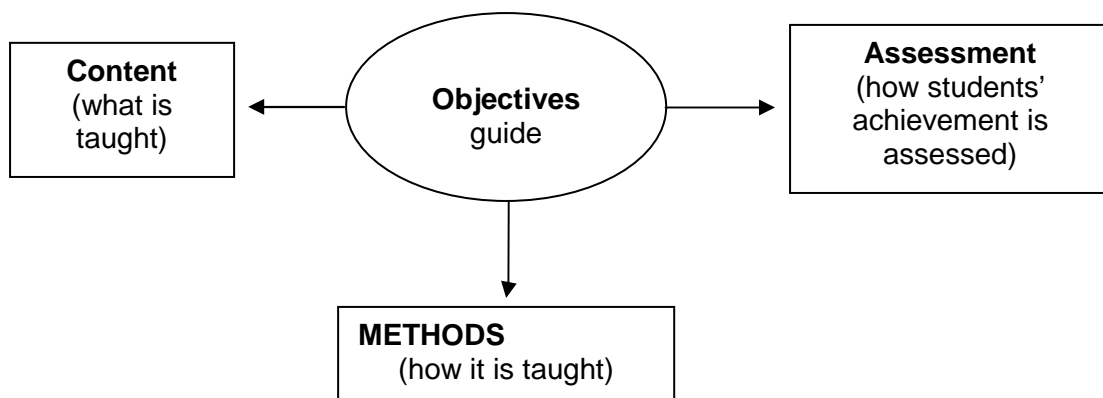 Content
(what is
taught)
Objectives
guide
Assessment
(how students’
achievement is
assessed)
METHODS
(how it is taught)